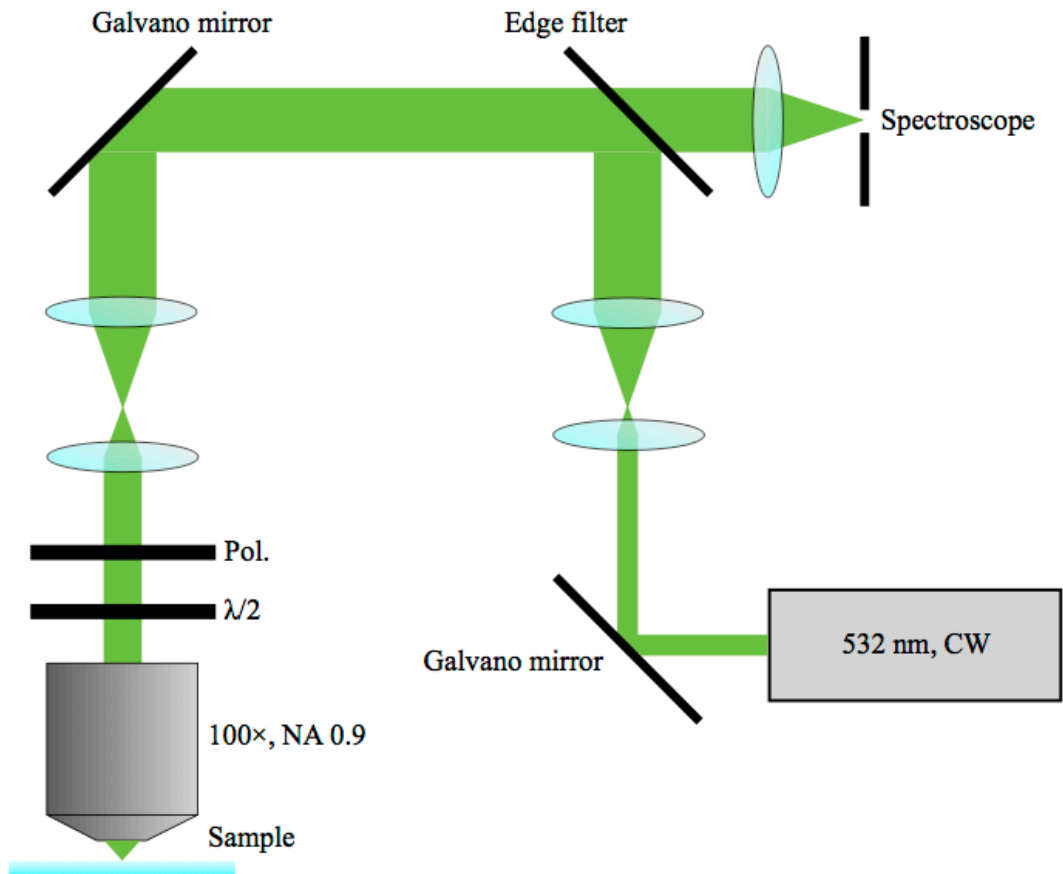 Galvano mirror
Edge filter
Spectroscope
Pol.
λ/2
Galvano mirror
532 nm, CW
100×, NA 0.9
Sample